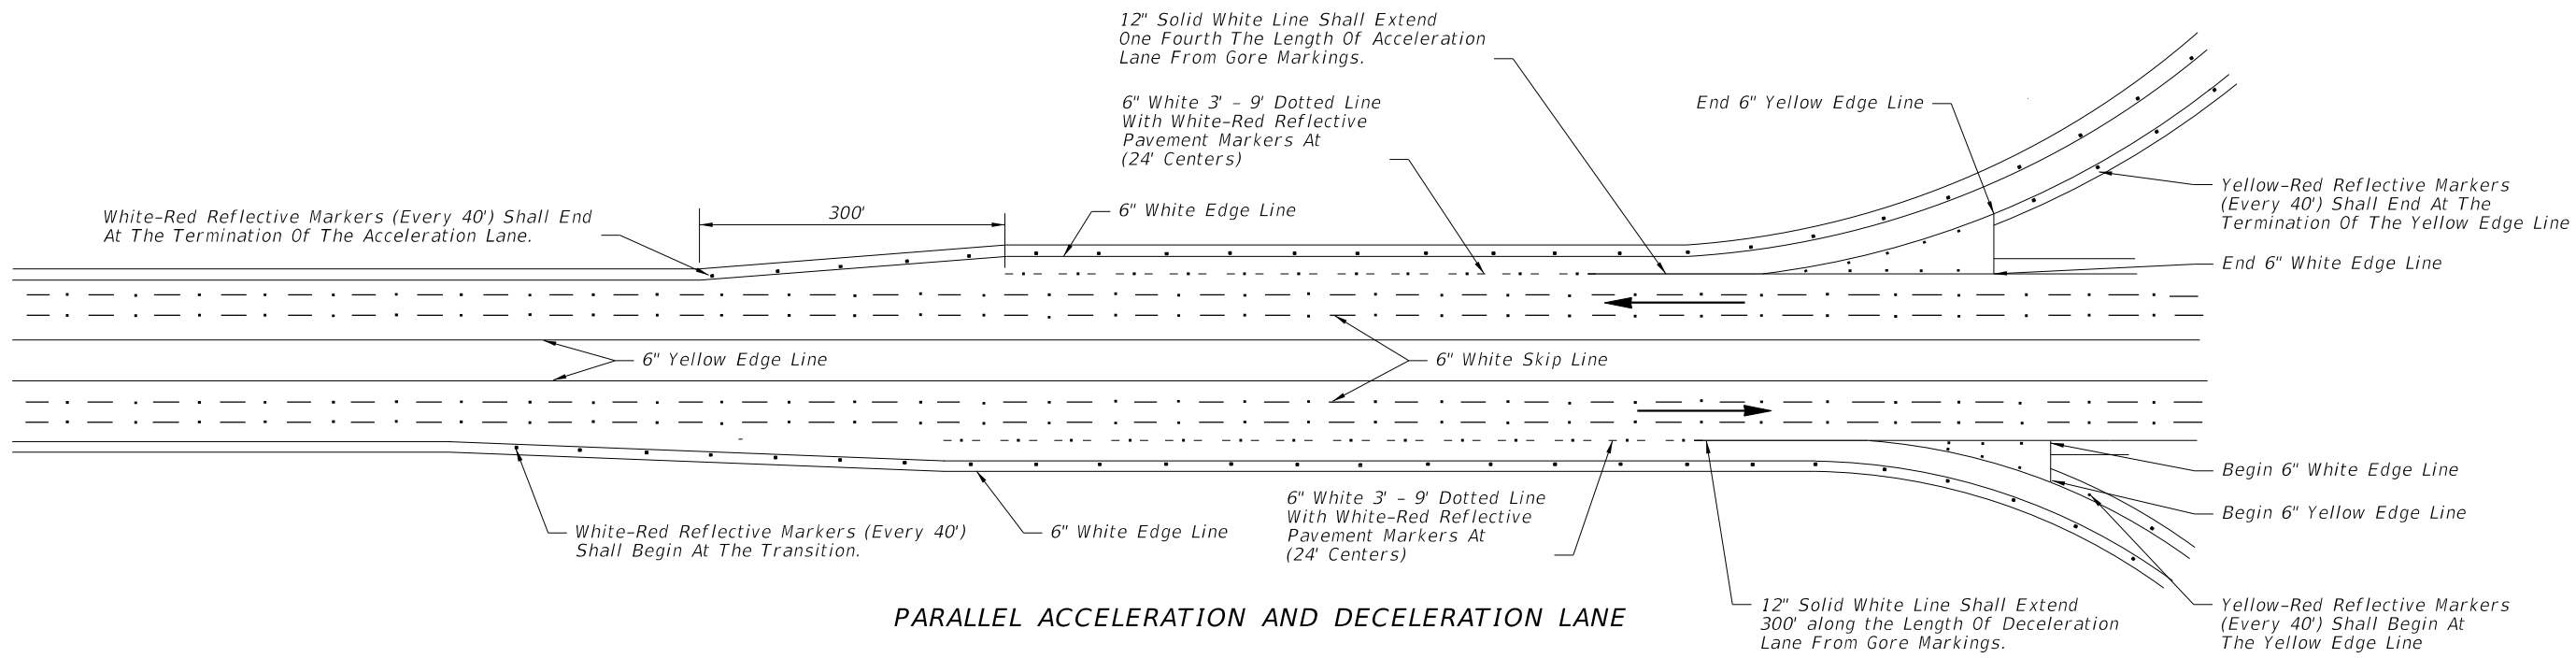 12" Solid White Line Shall Extend
One Fourth The Length Of Acceleration
Lane From Gore Markings.
6" White 3' - 9' Dotted Line
With White-Red Reflective
Pavement Markers At
(24' Centers)
End 6" Yellow Edge Line
Yellow-Red Reflective Markers
(Every 40') Shall End At The
Termination Of The Yellow Edge Line
White-Red Reflective Markers (Every 40') Shall End
At The Termination Of The Acceleration Lane.
300'
6" White Edge Line
End 6" White Edge Line
6" Yellow Edge Line
6" White Skip Line
Begin 6" White Edge Line
Begin 6" Yellow Edge Line
White-Red Reflective Markers (Every 40')
Shall Begin At The Transition.
6" White Edge Line
6" White 3' - 9' Dotted Line
With White-Red Reflective
Pavement Markers At
(24' Centers)
12" Solid White Line Shall Extend
300' along the Length Of Deceleration
Lane From Gore Markings.
Yellow-Red Reflective Markers
(Every 40') Shall Begin At
The Yellow Edge Line
PARALLEL ACCELERATION AND DECELERATION LANE